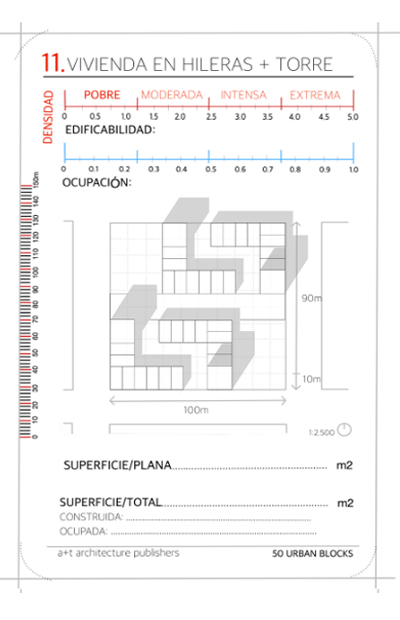 11.VIVIENDA EN HILERAS + TORRE
DENSIDAD
POBRE MODERADA INTENSA EXTREMA
0 0.5 1.0 1.5 2.0 2.5 3.0 3.5 4.0 4.5 5.0
EDIFICABILIDAD:
0 0.1 0.2 0.3 0.4 0.5 0.6 0.7 0.8 0.9 1.0
OCUPACIÓN:
150m
140
130
120
110
100
90
80
70
60
50
40
30
20
10
0
90m
10m
100m
1:2.500
SUPERFICIE/PLANA............................................ m2
SUPERFICIE/TOTAL............................................ m2
CONSTRUIDA: ............................................................
OCUPADA: ............................................................
a+t architecture publishers 50 URBAN BLOCKS